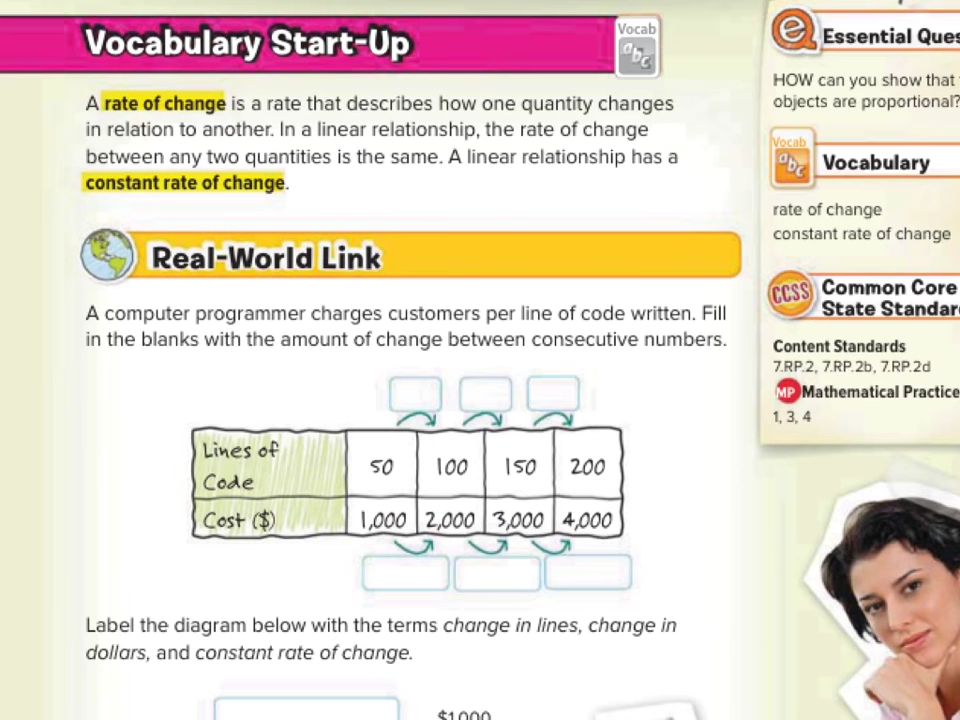 Vocabulary Start-Up
Vocab
abc
A rate of change is a rate that describes how one quantity changes
in relation to another. In a linear relationship, the rate of change
between any two quantities is the same. A linear relationship has a
constant rate of change.
Real-World Link
A computer programmer charges customers per line of code written. Fill
in the blanks with the amount of change between consecutive numbers.
Lines of
Code
50 100 150 200
Cost ($) 1,000 2,000 3,000 4,000
Label the diagram below with the terms change in lines, change in
dollars, and constant rate of change.
$1,000
e
Essential Ques
HOW can you show that
objects are proportional?
Vocab
abc
Vocabulary
rate of change
constant rate of change
CCSS
Common Core
State Standar
Content Standards
7.RP.2, 7.RP.2b, 7.RP.2d
MP Mathematical Practice
1, 3, 4